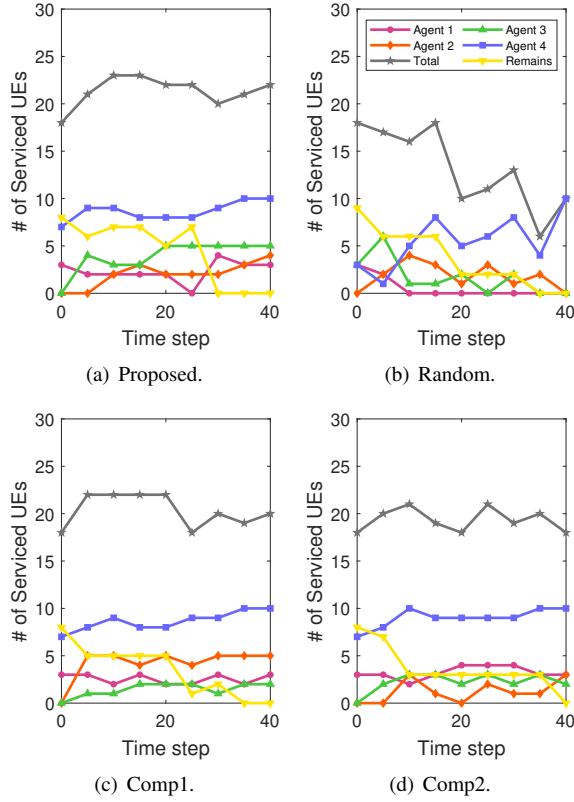 30
25
20
15
10
5
0
# of Serviced UEs
0 20 40
Time step
(a) Proposed.
30
25
20
15
10
5
0
# of Serviced UEs
Agent 1 Agent 3
Agent 2 Agent 4
Total Remains
0 20 40
Time step
(b) Random.
30
25
20
15
10
5
0
# of Serviced UEs
0 20 40
Time step
(c) Comp1.
30
25
20
15
10
5
0
# of Serviced UEs
0 20 40
Time step
(d) Comp2.